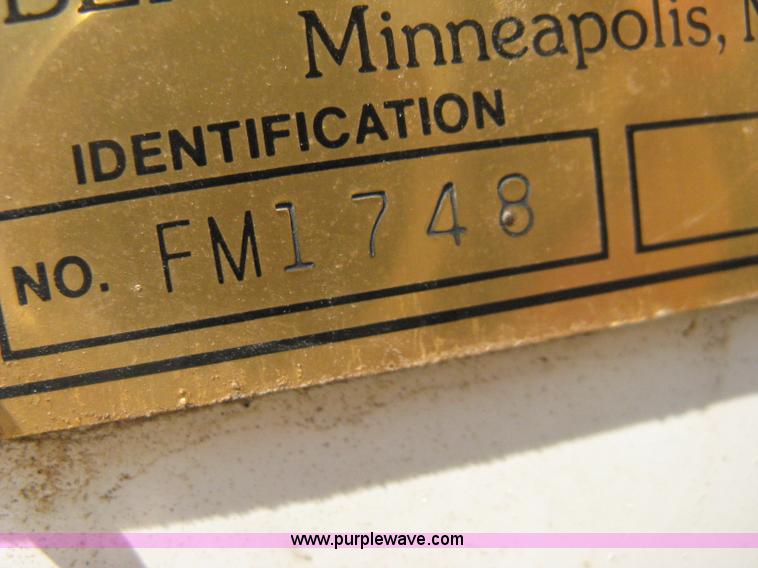 Minneapolis,
IDENTIFICATION
NO. FM1748
www.purplewave.com